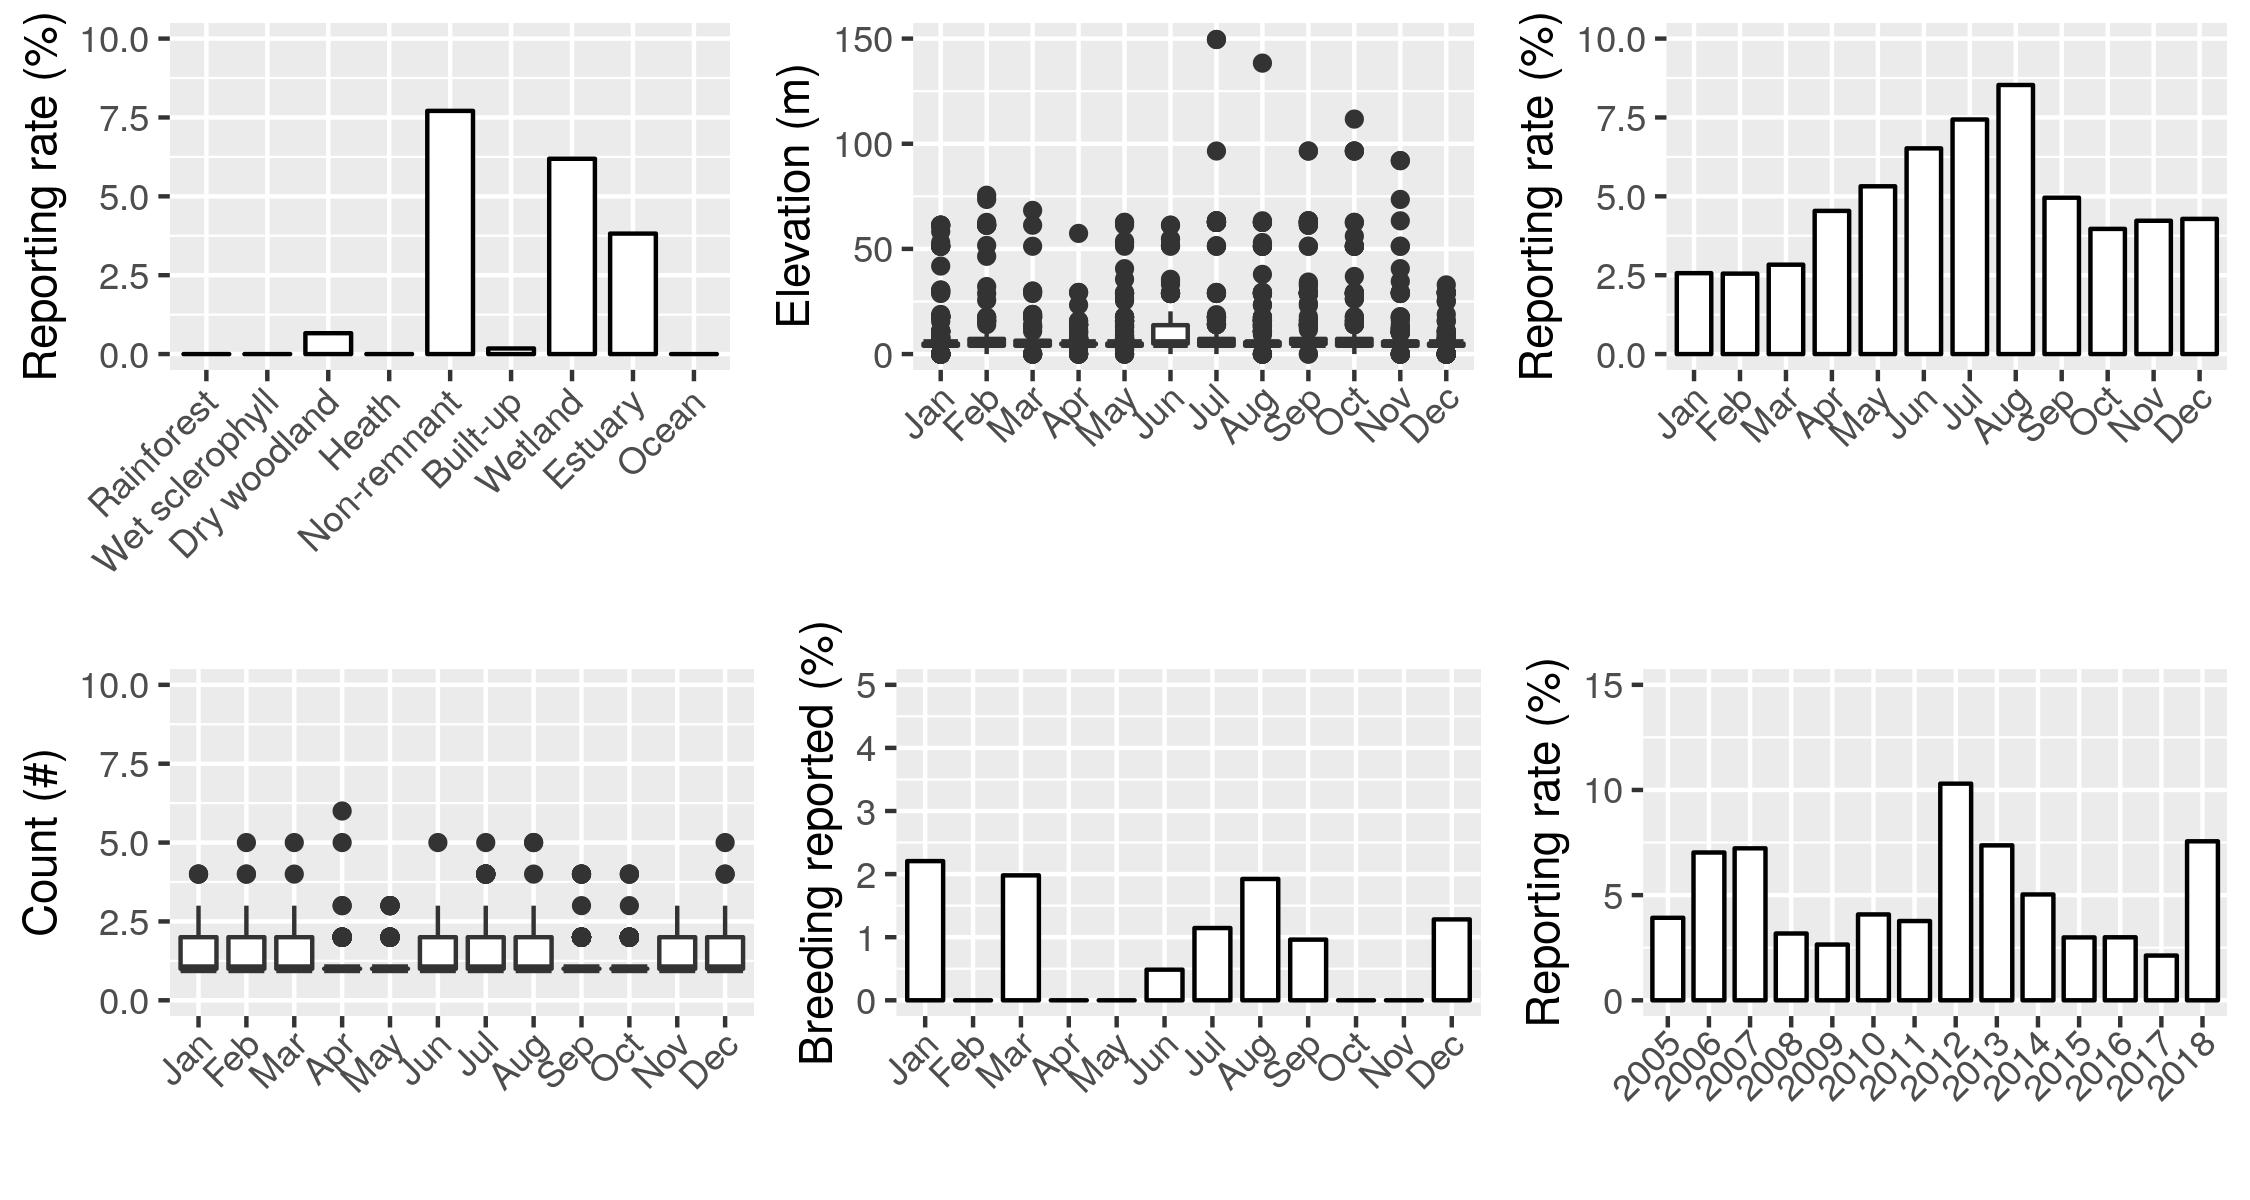 Reporting rate (%)
10.0
7.5
5.0
2.5
0.0
Rainforest
Wet sclerophyll
Dry woodland
Heath
Non-remnant
Built-up
Wetland
Estuary
Ocean
Elevation (m)
150
100
50
0
Jan
Feb
Mar
Apr
May
Jun
Jul
Aug
Sep
Oct
Nov
Dec
Reporting rate (%)
10.0
7.5
5.0
2.5
0.0
Jan
Feb
Mar
Apr
May
Jun
Jul
Aug
Sep
Oct
Nov
Dec
Count (#)
10.0
7.5
5.0
2.5
0.0
Jan
Feb
Mar
Apr
May
Jun
Jul
Aug
Sep
Oct
Nov
Dec
Breeding reported (%)
5
4
3
2
1
0
Jan
Feb
Mar
Apr
May
Jun
Jul
Aug
Sep
Oct
Nov
Dec
Reporting rate (%)
15
10
5
0
2005
2006
2007
2008
2009
2010
2011
2012
2013
2014
2015
2016
2017
2018